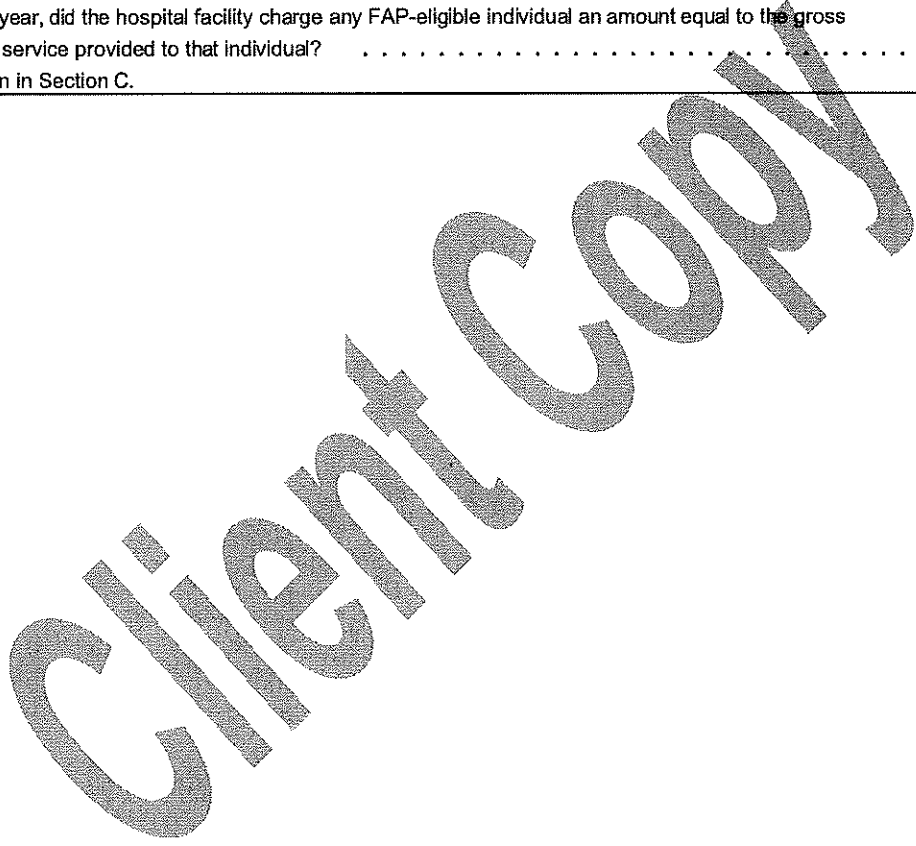 year, did the hospital facility charge any FAP-eligible individual an amount equal to the gross
service provided to that individual? . . . . . . . . . . . . . . . . . . . . . . . . . . . . . .
n in Section C.
Client Copy